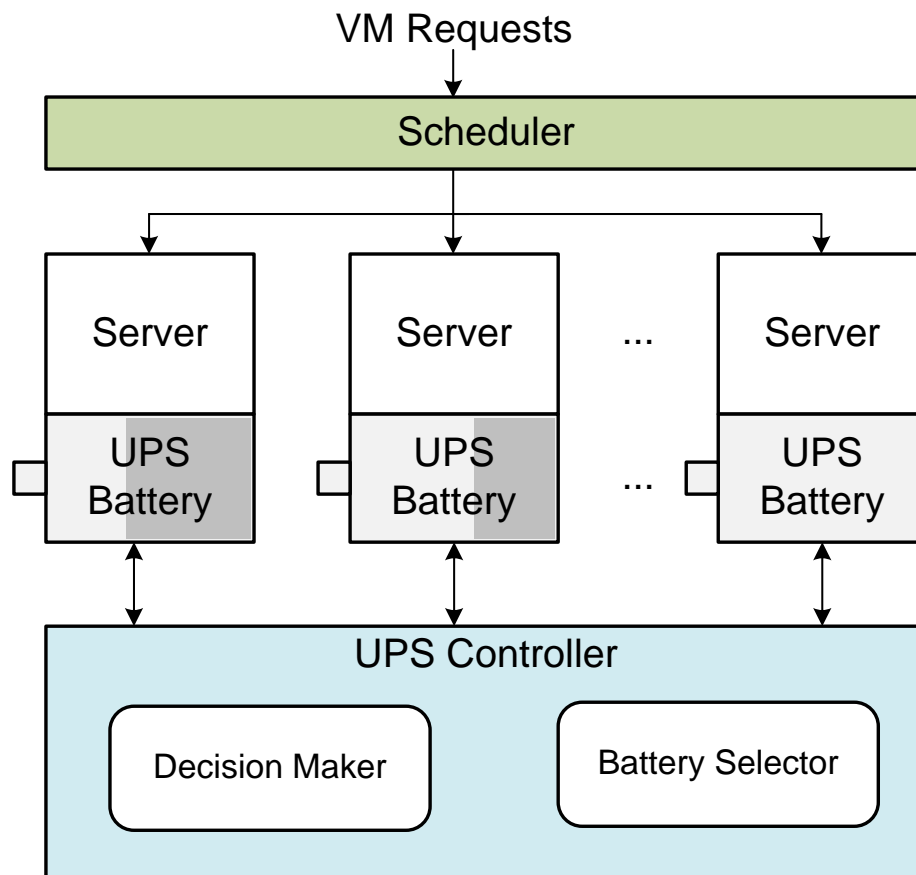 VM Requests
Scheduler
Server
Server
...
Server
UPS
Battery
UPS
Battery
...
UPS
Battery
UPS Controller
Decision Maker
Battery Selector